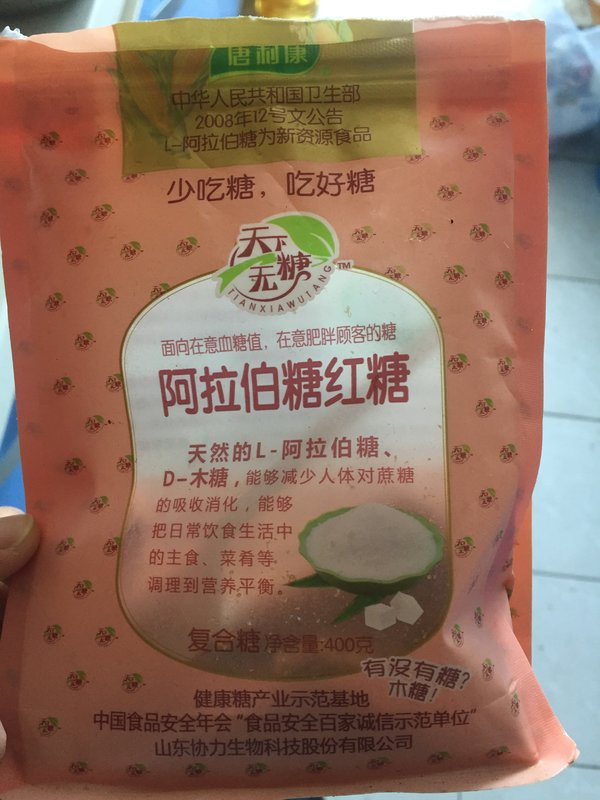 唐利康
中华人民共和国卫生部
2008年12号文公告
L-阿拉伯糖为新资源食品
少吃糖，吃好糖
天下无糖™
TIANXIAWUTANG
面向在意血糖值，在意肥胖顾客的糖
阿拉伯糖红糖
天然的L-阿拉伯糖、
D-木糖，能够减少人体对蔗糖
的吸收消化，能够
把日常饮食生活中
的主食、菜肴等
调理到营养平衡。
复合糖 净含量:400克
有没有糖?
木糖!
健康糖产业示范基地
中国食品安全年会“食品安全百家诚信示范单位”
山东协力生物科技股份有限公司